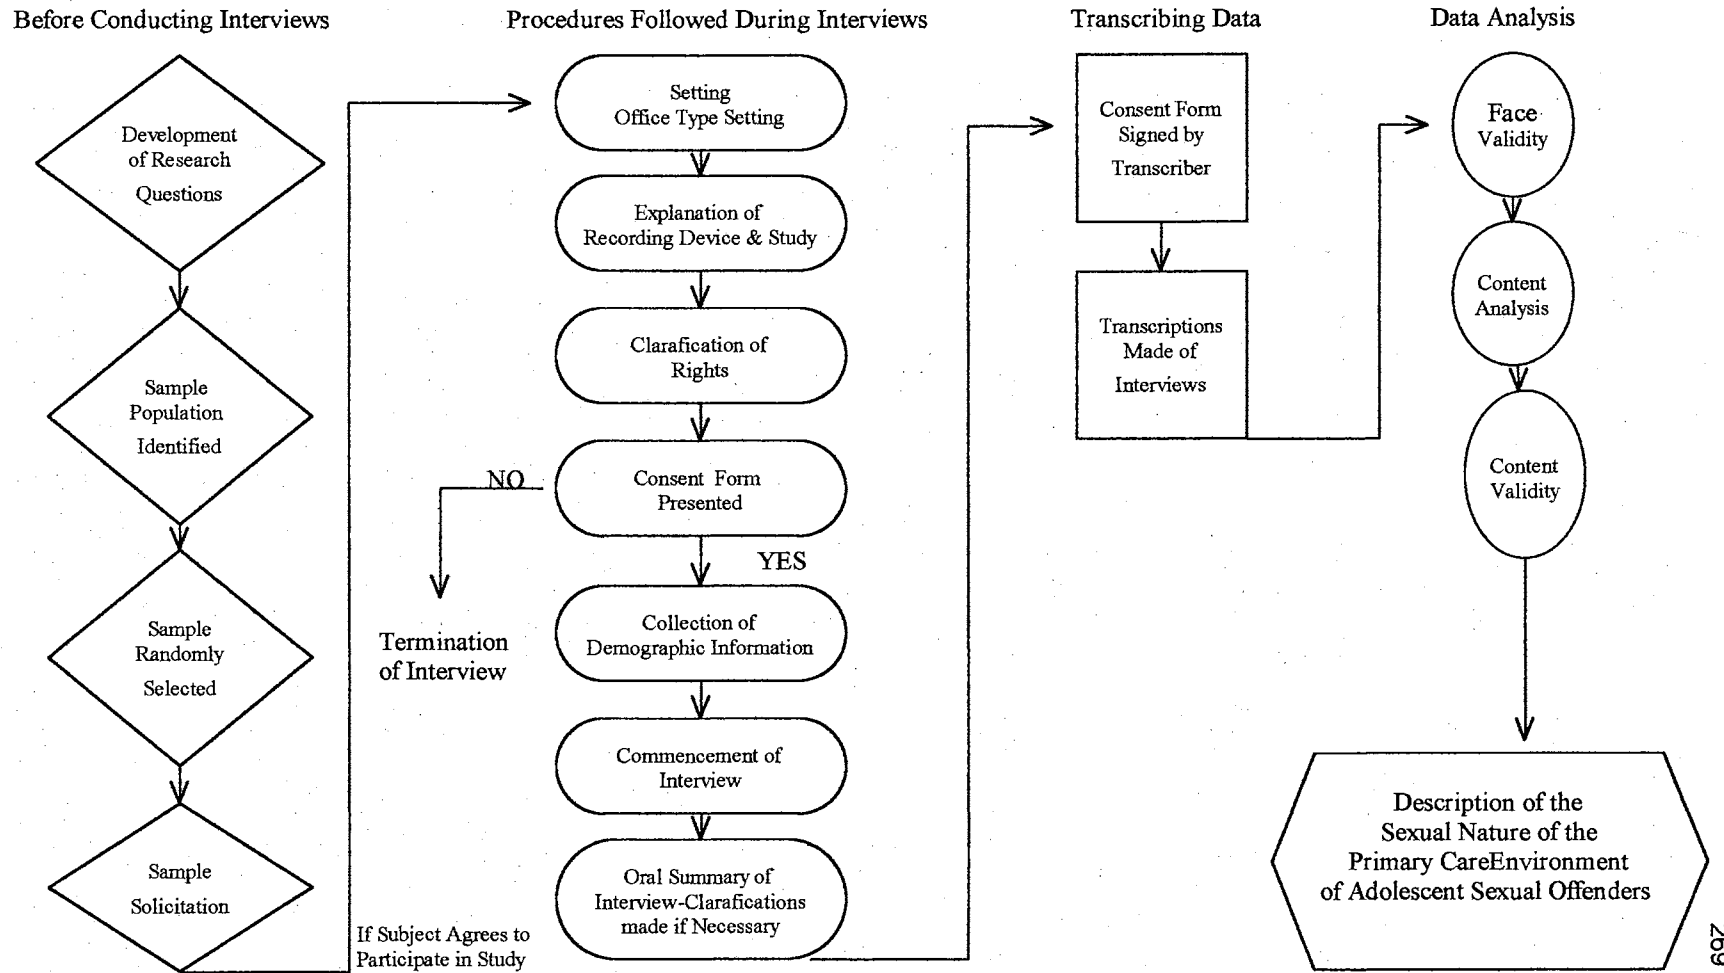 Before Conducting Interviews
Development
of Research
Questions
Sample
Population
Identified
Sample
Randomly
Selected
Sample
Solicitation
If Subject Agrees to
Participate in Study
Procedures Followed During Interviews
Setting
Office Type Setting
Explanation of
Recording Device & Study
Clarafication of
Rights
Consent Form
Presented
NO
Termination
of Interview
YES
Collection of
Demographic Information
Commencement of
Interview
Oral Summary of
Interview-Clarafications
made if Necessary
Transcribing Data
Consent Form
Signed by
Transcriber
Transcriptions
Made of
Interviews
Data Analysis
Face
Validity
Content
Analysis
Content
Validity
Description of the
Sexual Nature of the
Primary CareEnvironment
of Adolescent Sexual Offenders
269